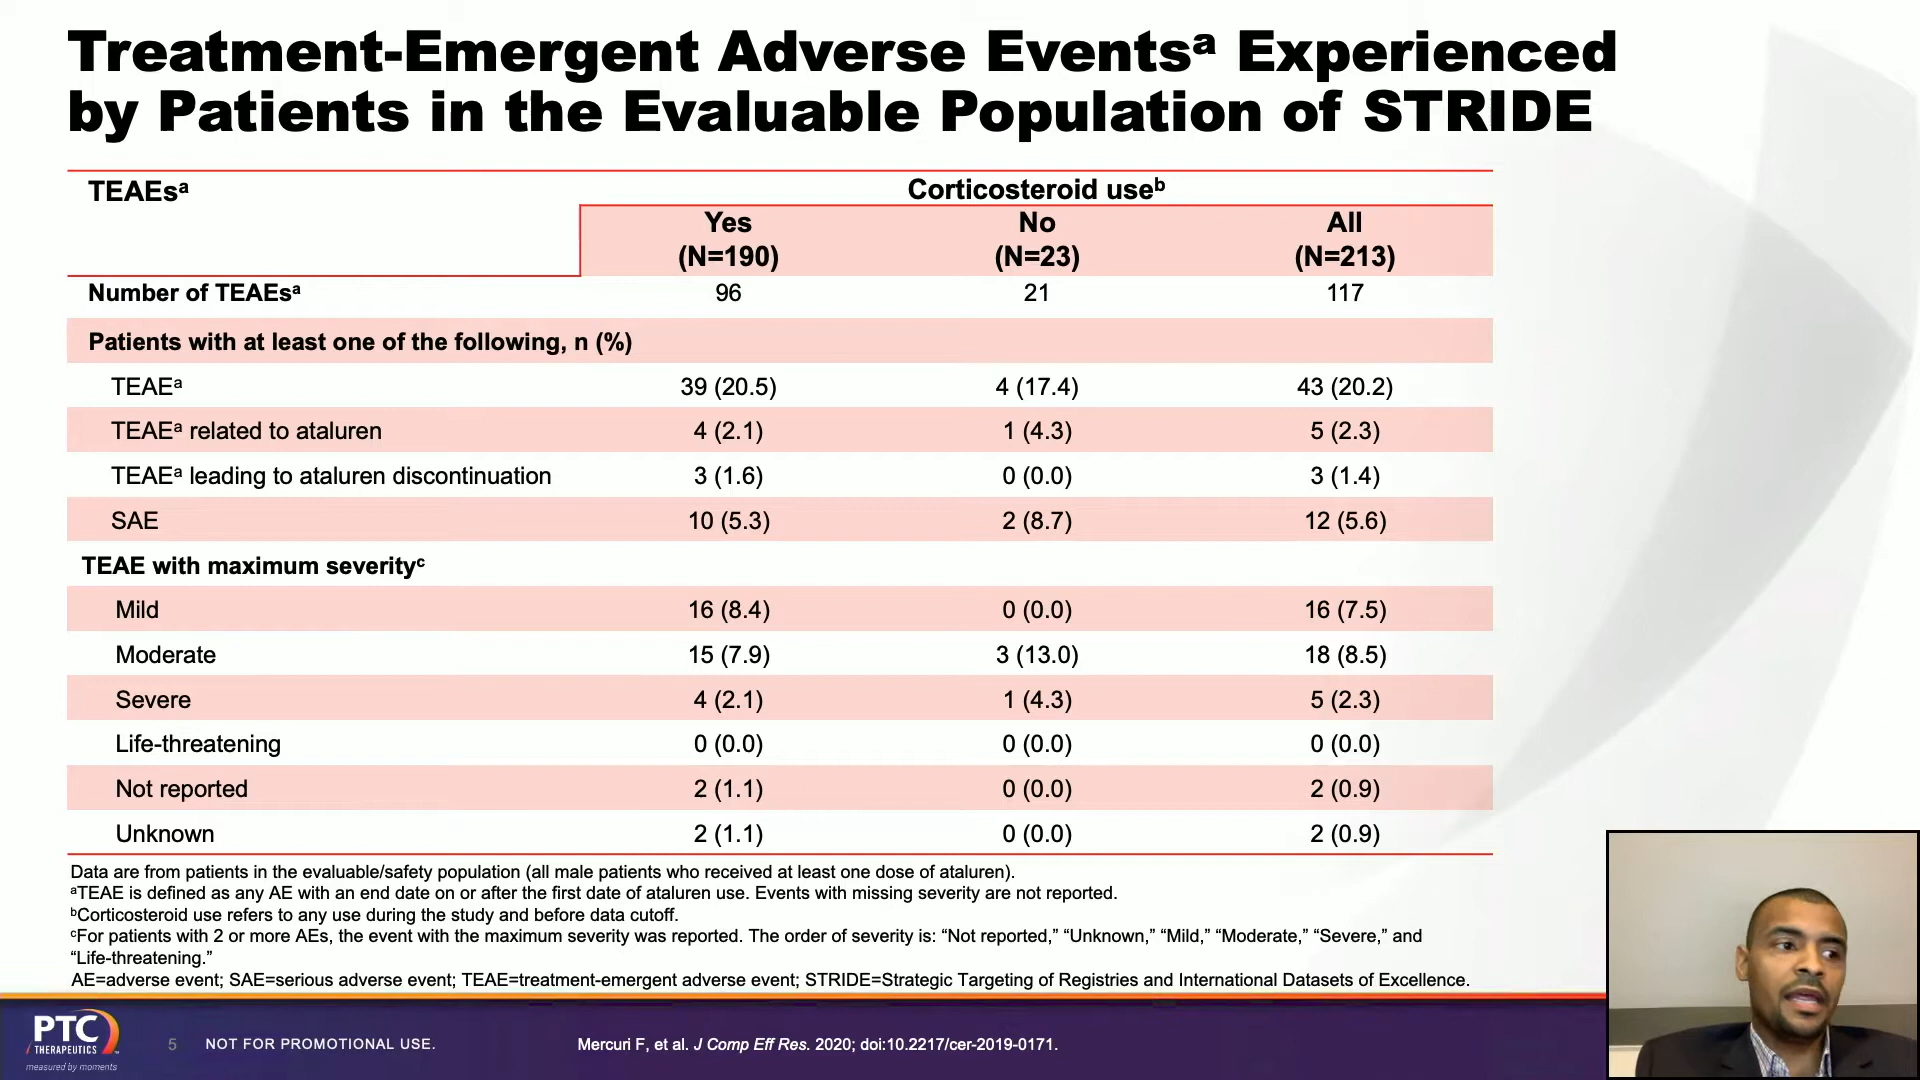 Treatment-Emergent Adverse Eventsᵃ Experienced
by Patients in the Evaluable Population of STRIDE
TEAEsᵃ
Corticosteroid useᵇ
Yes No All
(N=190) (N=23) (N=213)
Number of TEAEsᵃ 96 21 117
Patients with at least one of the following, n (%)
TEAEᵃ 39 (20.5) 4 (17.4) 43 (20.2)
TEAEᵃ related to ataluren 4 (2.1) 1 (4.3) 5 (2.3)
TEAEᵃ leading to ataluren discontinuation 3 (1.6) 0 (0.0) 3 (1.4)
SAE 10 (5.3) 2 (8.7) 12 (5.6)
TEAE with maximum severityᶜ
Mild 16 (8.4) 0 (0.0) 16 (7.5)
Moderate 15 (7.9) 3 (13.0) 18 (8.5)
Severe 4 (2.1) 1 (4.3) 5 (2.3)
Life-threatening 0 (0.0) 0 (0.0) 0 (0.0)
Not reported 2 (1.1) 0 (0.0) 2 (0.9)
Unknown 2 (1.1) 0 (0.0) 2 (0.9)
Data are from patients in the evaluable/safety population (all male patients who received at least one dose of ataluren).
ᵃTEAE is defined as any AE with an end date on or after the first date of ataluren use. Events with missing severity are not reported.
ᵇCorticosteroid use refers to any use during the study and before data cutoff.
ᶜFor patients with 2 or more AEs, the event with the maximum severity was reported. The order of severity is: “Not reported,” “Unknown,” “Mild,” “Moderate,” “Severe,” and
“Life-threatening.”
AE=adverse event; SAE=serious adverse event; TEAE=treatment-emergent adverse event; STRIDE=Strategic Targeting of Registries and International Datasets of Excellence.
PTC
THERAPEUTICS
measured by moments
5 NOT FOR PROMOTIONAL USE.
Mercuri F, et al. J Comp Eff Res. 2020; doi:10.2217/cer-2019-0171.